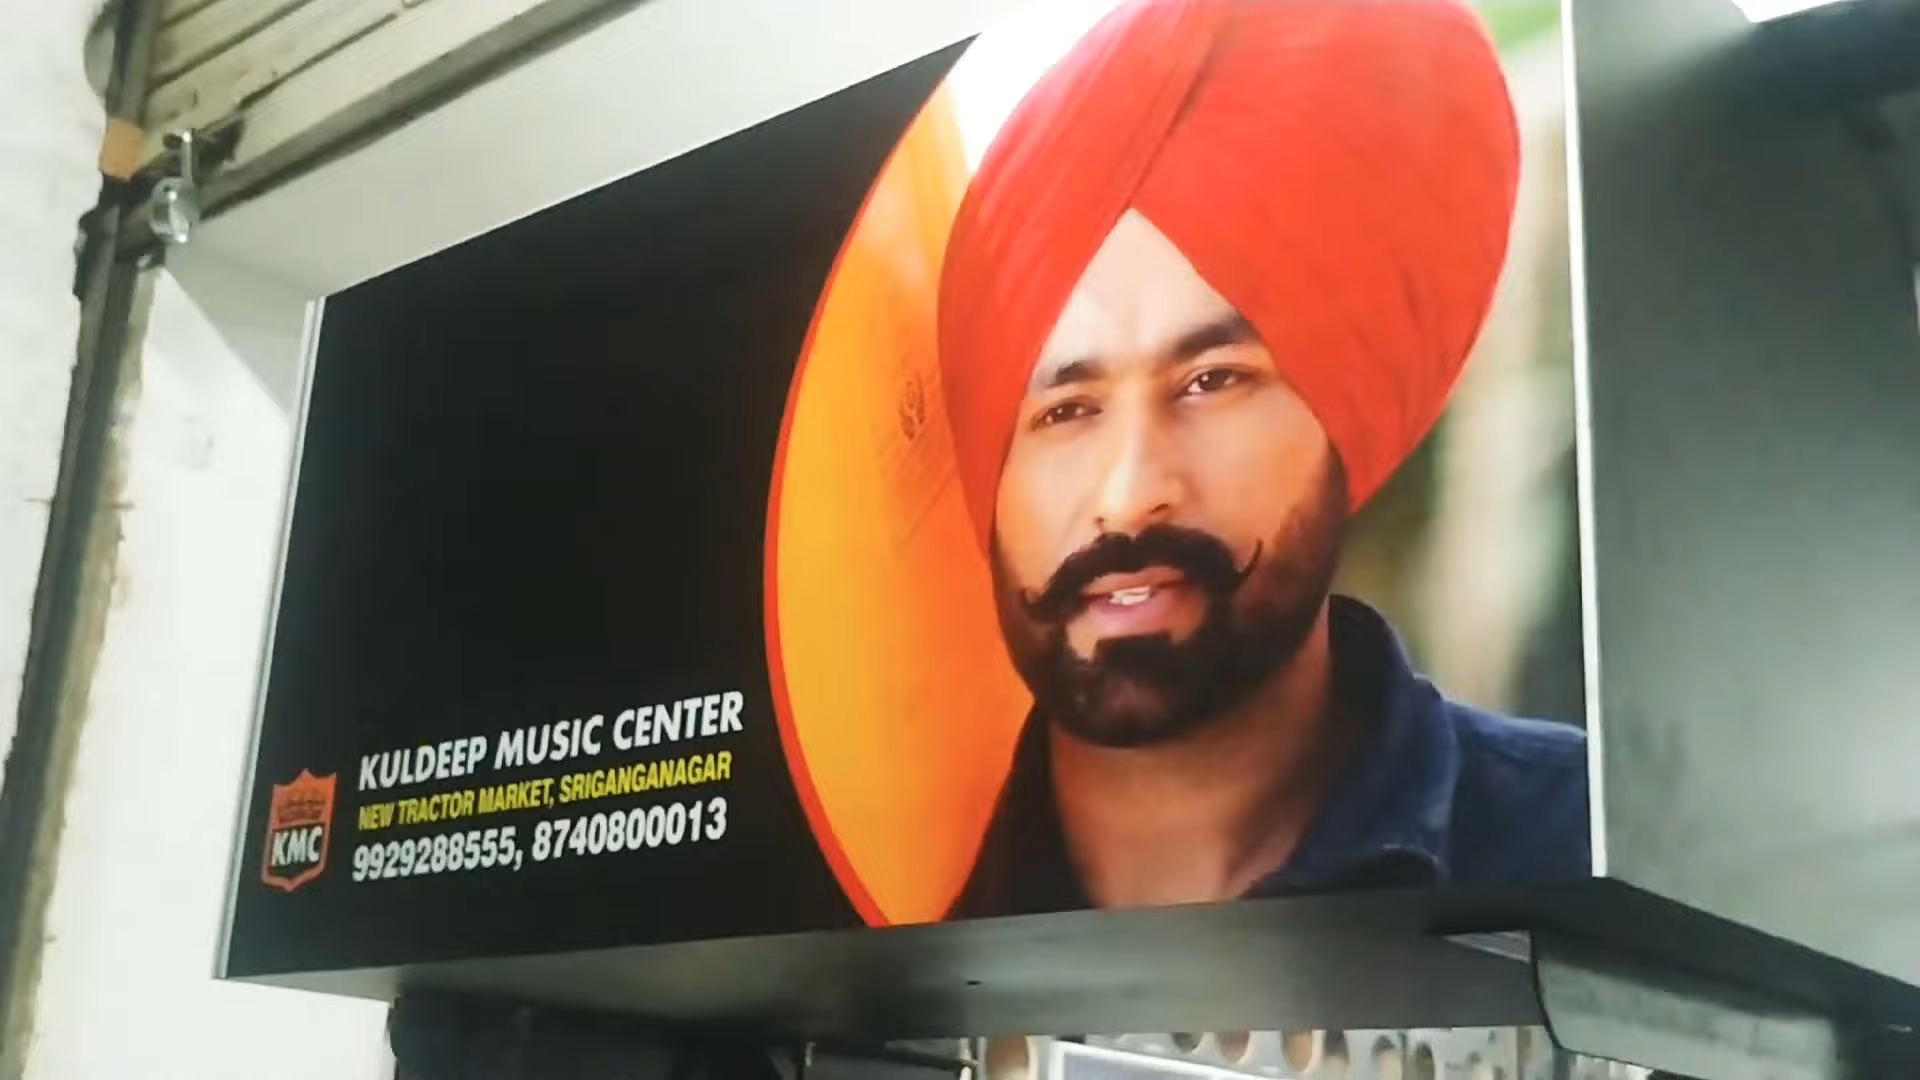 KULDEEP MUSIC CENTER
NEW TRACTOR MARKET, SRIGANGANAGAR
9929288555, 8740800013
KMC